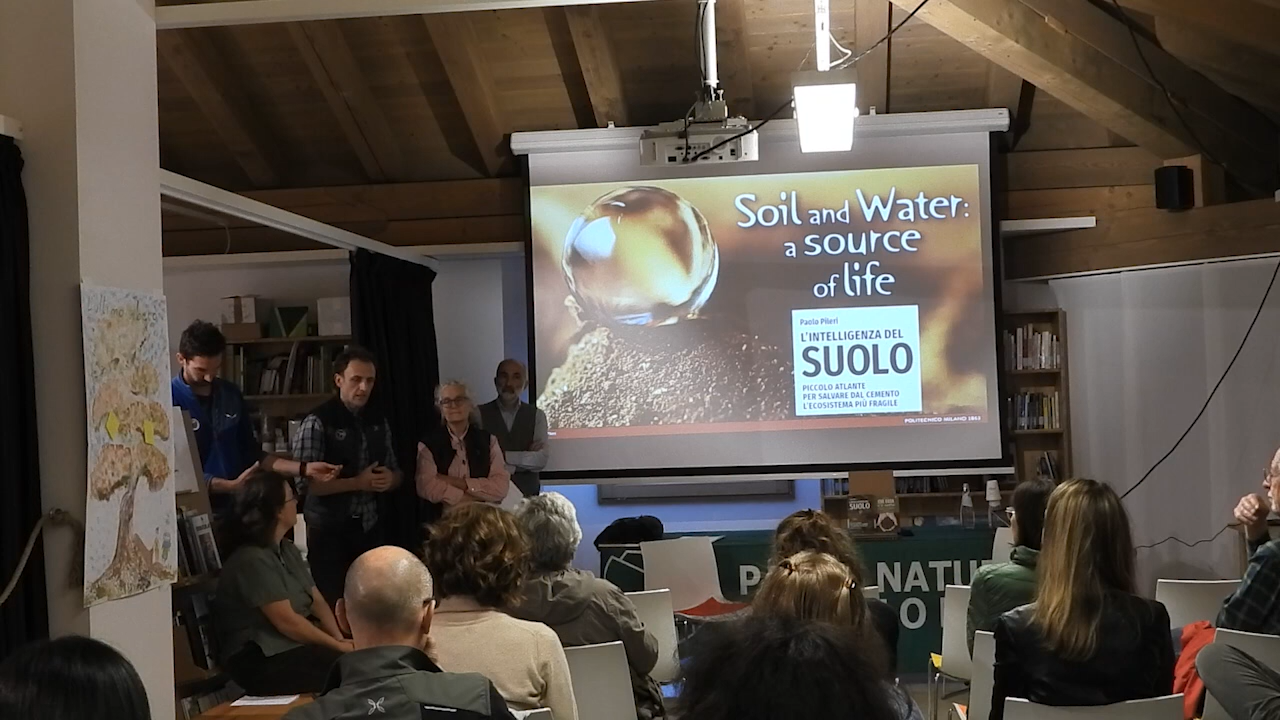 Soil and Water:
a source
of life
Paolo Pileri
L'INTELLIGENZA DEL
SUOLO
PICCOLO ATLANTE
PER SALVARE DAL CEMENTO
L'ECOSISTEMA PIÙ FRAGILE
POLITECNICO MILANO 1863
SUOLO
NATU